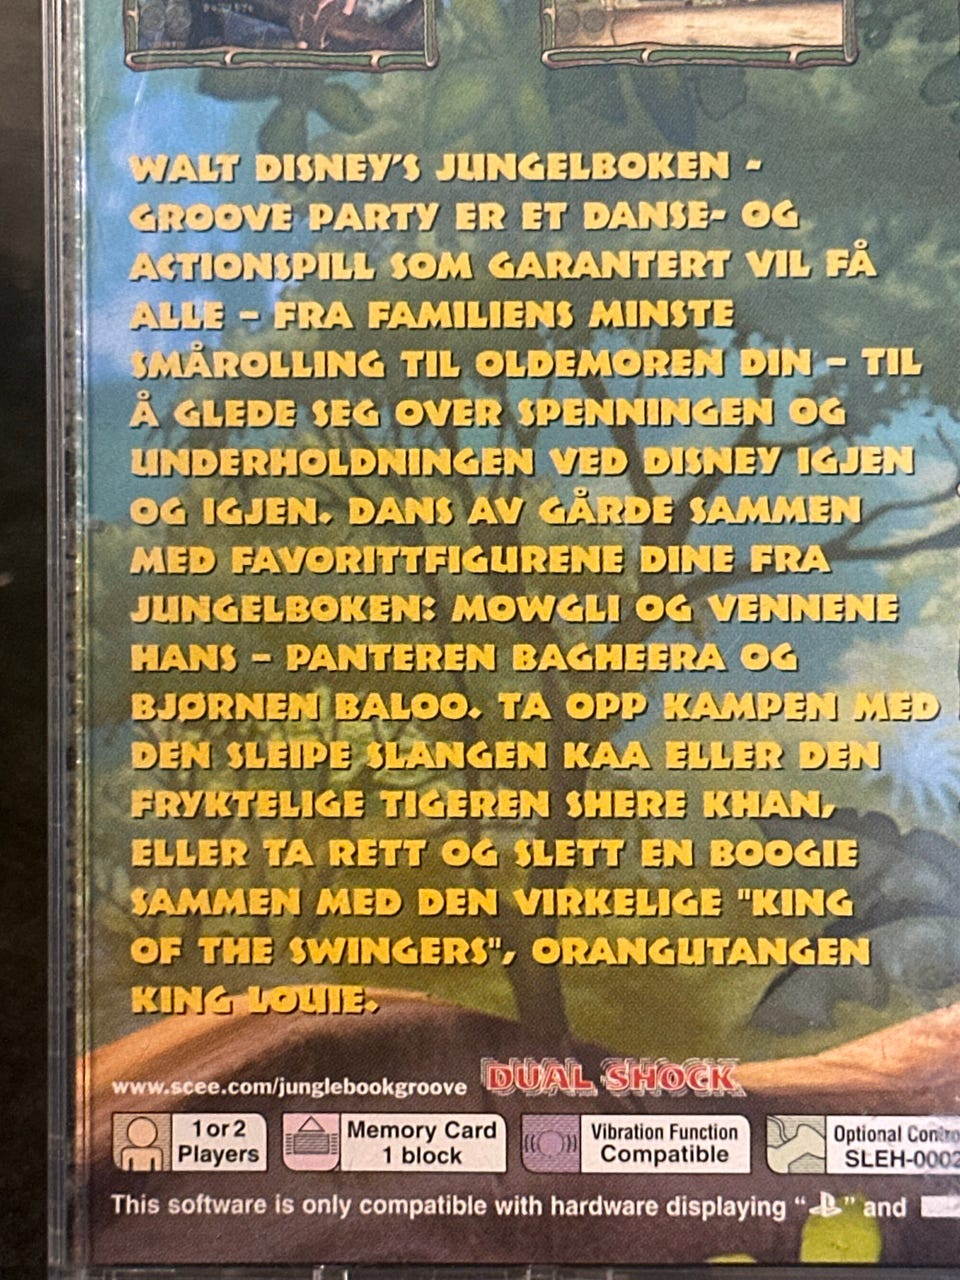 WALT DISNEY'S JUNGELBOKEN -
GROOVE PARTY ER ET DANSE- OG
ACTIONSPILL SOM GARANTERT VIL FÅ
ALLE – FRA FAMILIENS MINSTE
SMÅROLLING TIL OLDEMOREN DIN – TIL
Å GLEDE SEG OVER SPENNINGEN OG
UNDERHOLDNINGEN VED DISNEY IGJEN
OG IGJEN. DANS AV GÅRDE SAMMEN
MED FAVORITTFIGURENE DINE FRA
JUNGELBOKEN: MOWGLI OG VENNENE
HANS – PANTEREN BAGHEERA OG
BJØRNEN BALOO. TA OPP KAMPEN MED
DEN SLEIPE SLANGEN KAA ELLER DEN
FRYKTELIGE TIGEREN SHERE KHAN,
ELLER TA RETT OG SLETT EN BOOGIE
SAMMEN MED DEN VIRKELIGE "KING
OF THE SWINGERS", ORANGUTANGEN
KING LOUIE.
www.scee.com/junglebookgroove DUAL SHOCK
1 or 2 Players
Memory Card 1 block
Vibration Function Compatible
Optional Contro SLEH-0002
This software is only compatible with hardware displaying “ ” and